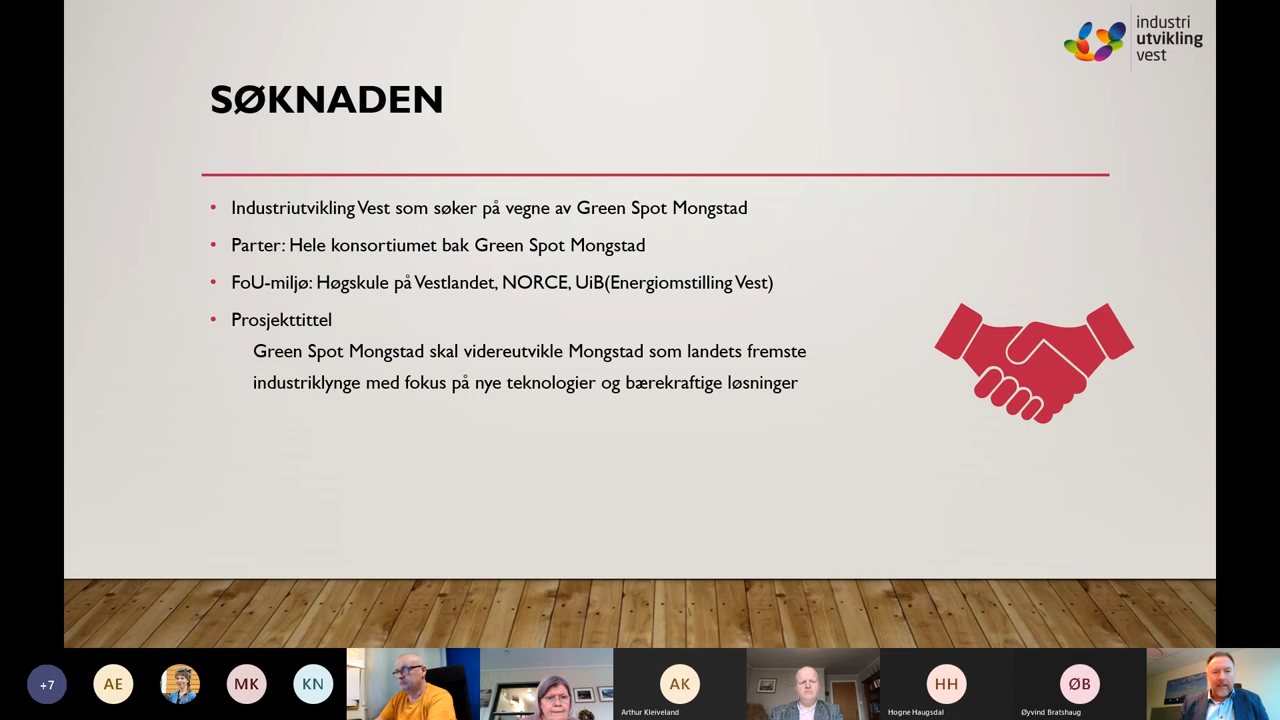 industri
utvikling
vest
SØKNADEN
• Industriutvikling Vest som søker på vegne av Green Spot Mongstad
• Parter: Hele konsortiumet bak Green Spot Mongstad
• FoU-miljø: Høgskule på Vestlandet, NORCE, UiB(Energiomstilling Vest)
• Prosjekttittel
Green Spot Mongstad skal videreutvikle Mongstad som landets fremste
industriklynge med fokus på nye teknologier og bærekraftige løsninger
+7 AE MK KN AK HH ØB
Arthur Kleiveland Hogne Haugsdal Øyvind Bratshaug